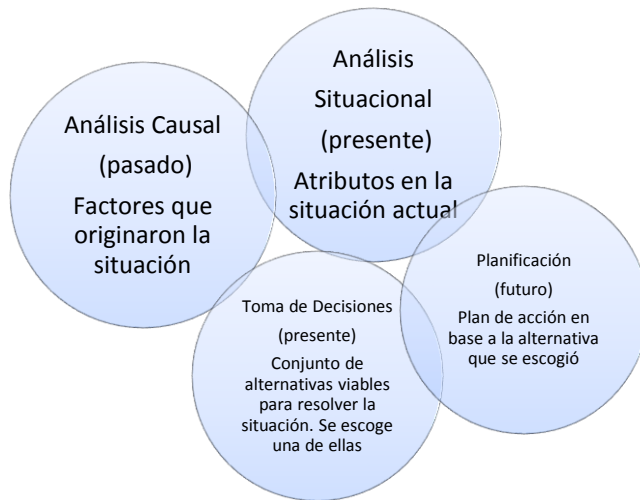 Análisis Causal
(pasado)
Factores que
originaron la
situación
Análisis
Situacional
(presente)
Atributos en la
situación actual
Toma de Decisiones
(presente)
Conjunto de
alternativas viables
para resolver la
situación. Se escoge
una de ellas
Planificación
(futuro)
Plan de acción en
base a la alternativa
que se escogió